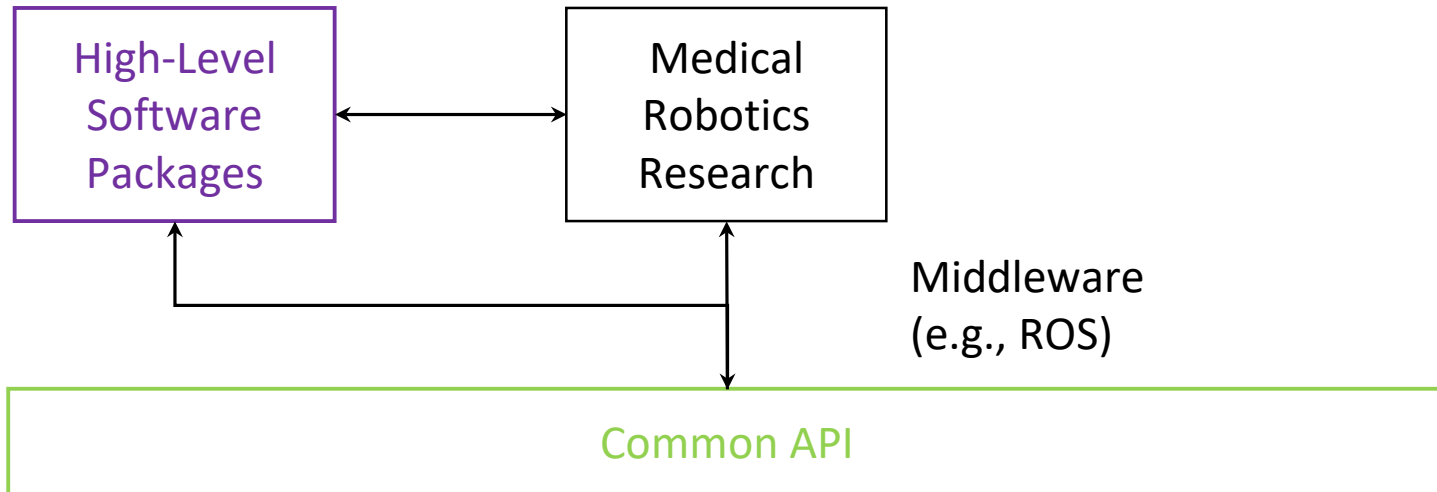 High-Level
Software
Packages
Medical
Robotics
Research
Middleware
(e.g., ROS)
Common API